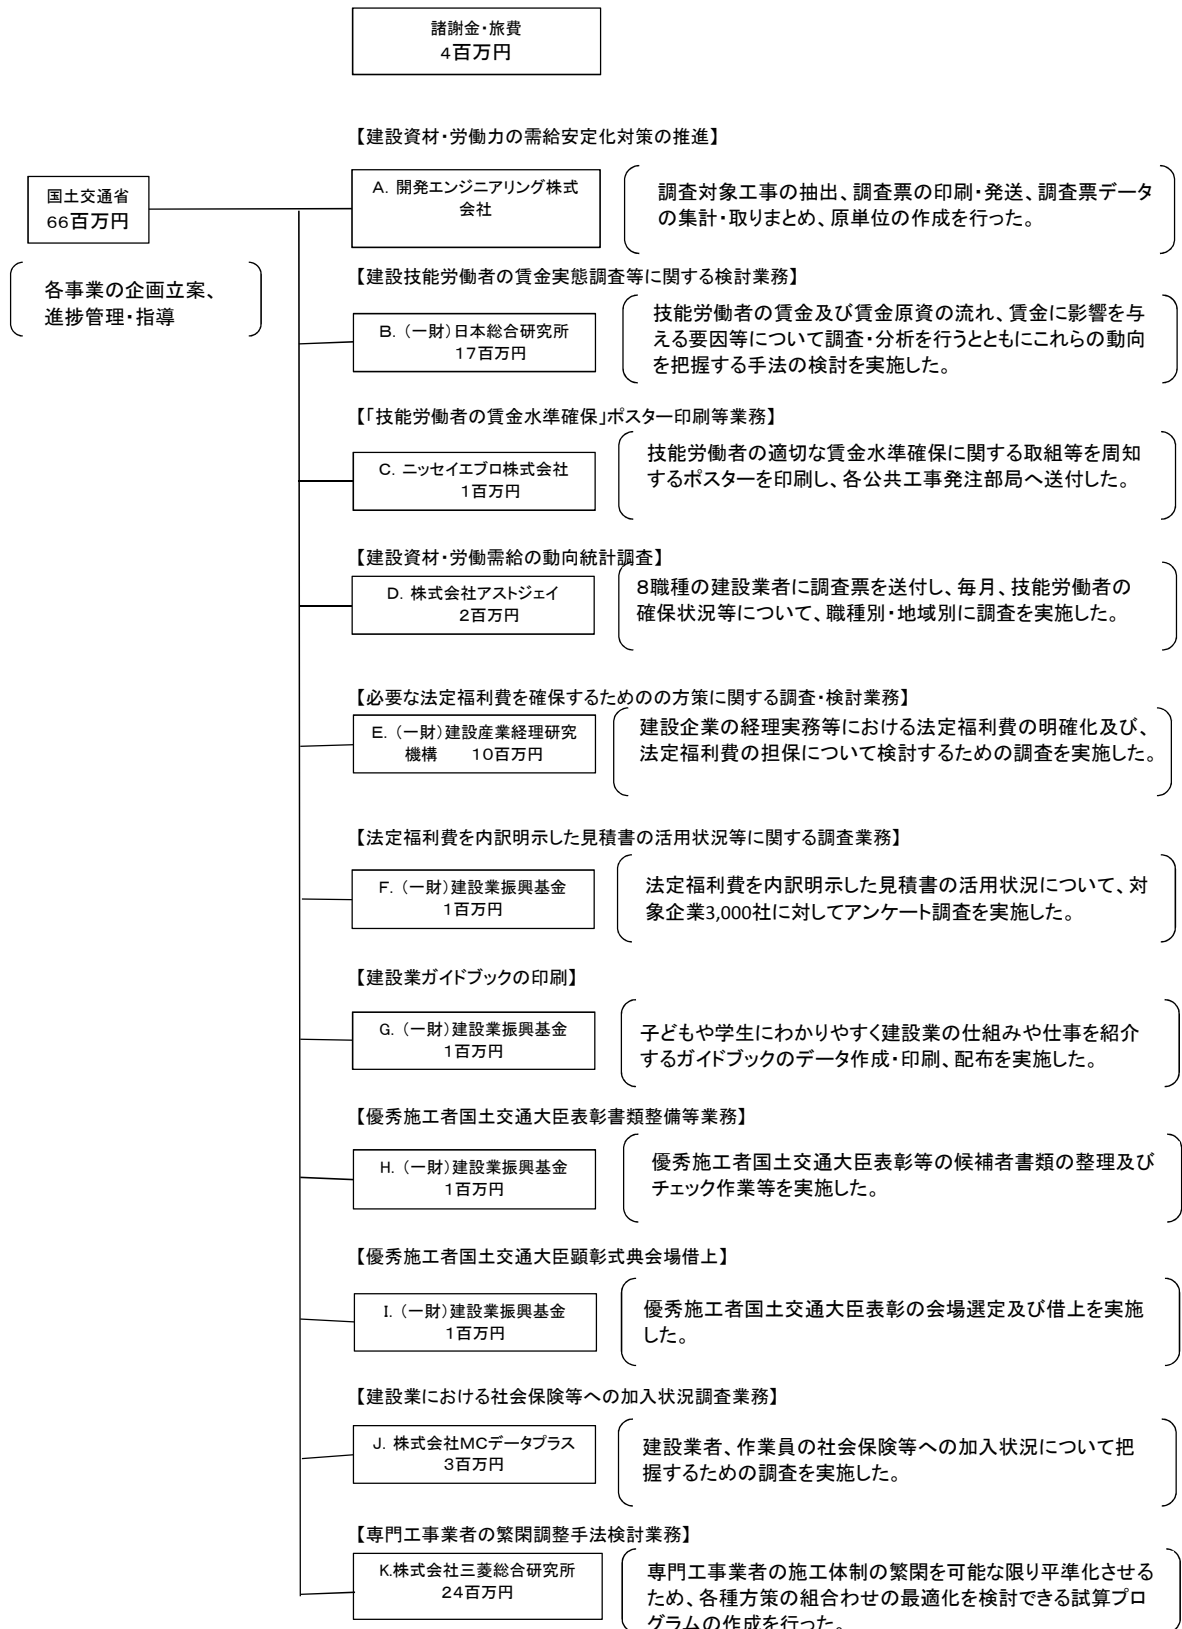 諸謝金・旅費
4百万円
【建設資材・労働力の需給安定化対策の推進】
国土交通省
66百万円
A．開発エンジニアリング株式
会社
調査対象工事の抽出、調査票の印刷・発送、調査票データ
の集計・取りまとめ、原単位の作成を行った。
各事業の企画立案、
進捗管理・指導
【建設技能労働者の賃金実態調査等に関する検討業務】
B．（一財）日本総合研究所
17百万円
技能労働者の賃金及び賃金原資の流れ、賃金に影響を与
える要因等について調査・分析を行うとともにこれらの動向
を把握する手法の検討を実施した。
【「技能労働者の賃金水準確保」ポスター印刷等業務】
C．ニッセイエブロ株式会社
1百万円
技能労働者の適切な賃金水準確保に関する取組等を周知
するポスターを印刷し、各公共工事発注部局へ送付した。
【建設資材・労働需給の動向統計調査】
D．株式会社アストジェイ
2百万円
８職種の建設業者に調査票を送付し、毎月、技能労働者の
確保状況等について、職種別・地域別に調査を実施した。
【必要な法定福利費を確保するためのの方策に関する調査・検討業務】
E．（一財）建設産業経理研究
機構　　10百万円
建設企業の経理実務等における法定福利費の明確化及び、
法定福利費の担保について検討するための調査を実施した。
【法定福利費を内訳明示した見積書の活用状況等に関する調査業務】
F．（一財）建設業振興基金
1百万円
法定福利費を内訳明示した見積書の活用状況について、対
象企業3,000社に対してアンケート調査を実施した。
【建設業ガイドブックの印刷】
G．（一財）建設業振興基金
1百万円
子どもや学生にわかりやすく建設業の仕組みや仕事を紹介
するガイドブックのデータ作成・印刷、配布を実施した。
【優秀施工者国土交通大臣表彰書類整備等業務】
H．（一財）建設業振興基金
1百万円
優秀施工者国土交通大臣表彰等の候補者書類の整理及び
チェック作業等を実施した。
【優秀施工者国土交通大臣顕彰式典会場借上】
I．（一財）建設業振興基金
1百万円
優秀施工者国土交通大臣表彰の会場選定及び借上を実施
した。
【建設業における社会保険等への加入状況調査業務】
J．株式会社MCデータプラス
3百万円
建設業者、作業員の社会保険等への加入状況について把
握するための調査を実施した。
【専門工事業者の繁閑調整手法検討業務】
K.株式会社三菱総合研究所
24百万円
専門工事業者の施工体制の繁閑を可能な限り平準化させる
ため、各種方策の組合わせの最適化を検討できる試算プロ
グラムの作成を行った。